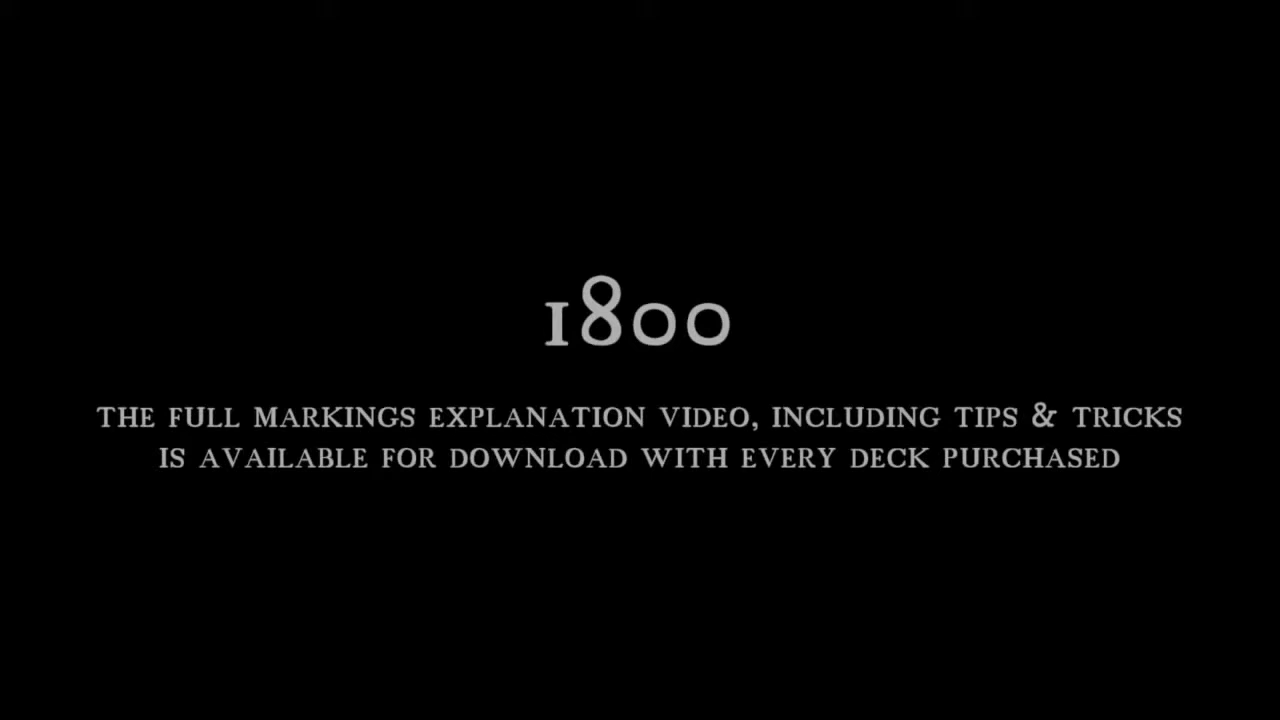 1800
THE FULL MARKINGS EXPLANATION VIDEO, INCLUDING TIPS & TRICKS
IS AVAILABLE FOR DOWNLOAD WITH EVERY DECK PURCHASED